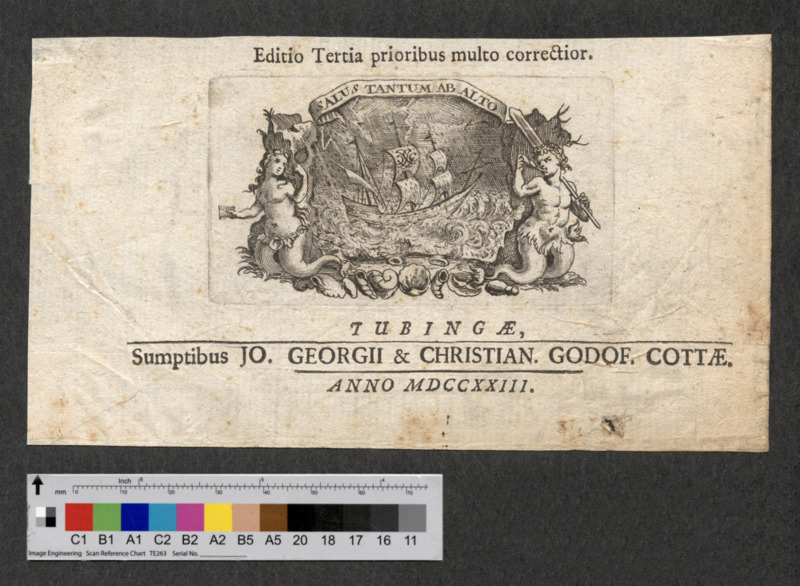 Editio Tertia prioribus multo correctior.
SALUS TANTUM AB ALTO
TUBINGÆ,
Sumptibus JO. GEORGII & CHRISTIAN. GODOF. COTTÆ.
ANNO MDCCXXIII.
Inch
mm
C1 B1 A1 C2 B2 A2 B5 A5 20 18 17 16 11
Image Engineering Scan Reference Chart TE263 Serial No.